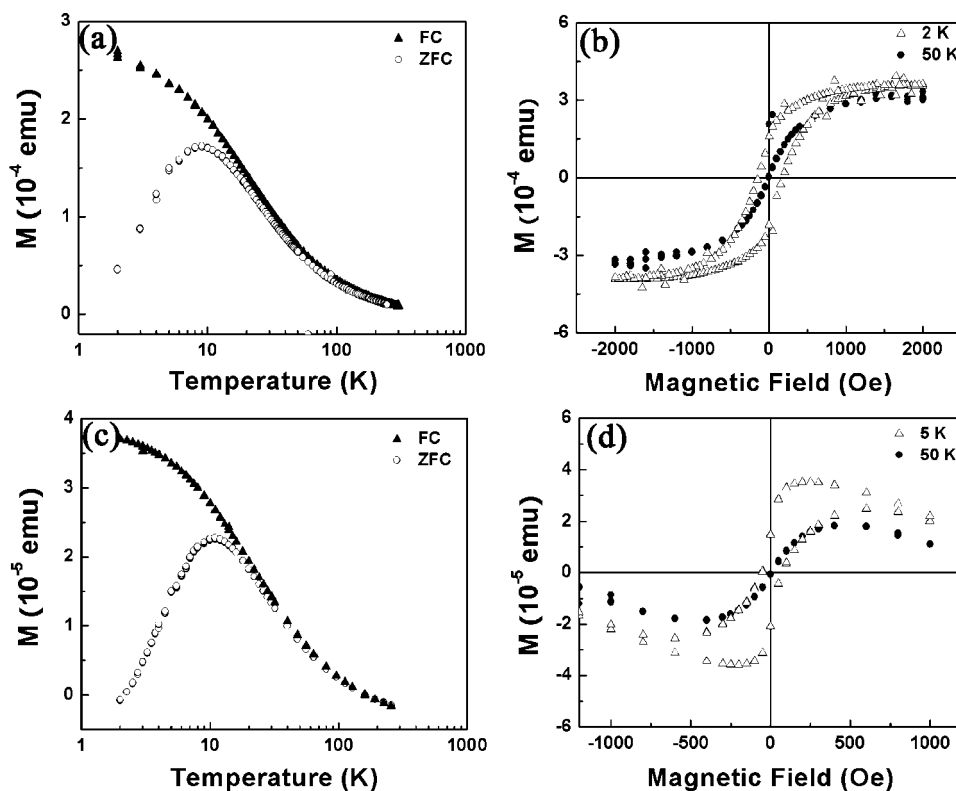 (a)
FC
ZFC
3
2
1
0
M (10⁻⁴ emu)
1 10 100 1000
Temperature (K)
(b)
2 K
50 K
6
3
0
-3
-6
M (10⁻⁴ emu)
-2000 -1000 0 1000 2000
Magnetic Field (Oe)
(c)
FC
ZFC
4
3
2
1
0
M (10⁻⁵ emu)
1 10 100 1000
Temperature (K)
(d)
5 K
50 K
6
4
2
0
-2
-4
-6
M (10⁻⁵ emu)
-1000 -500 0 500 1000
Magnetic Field (Oe)